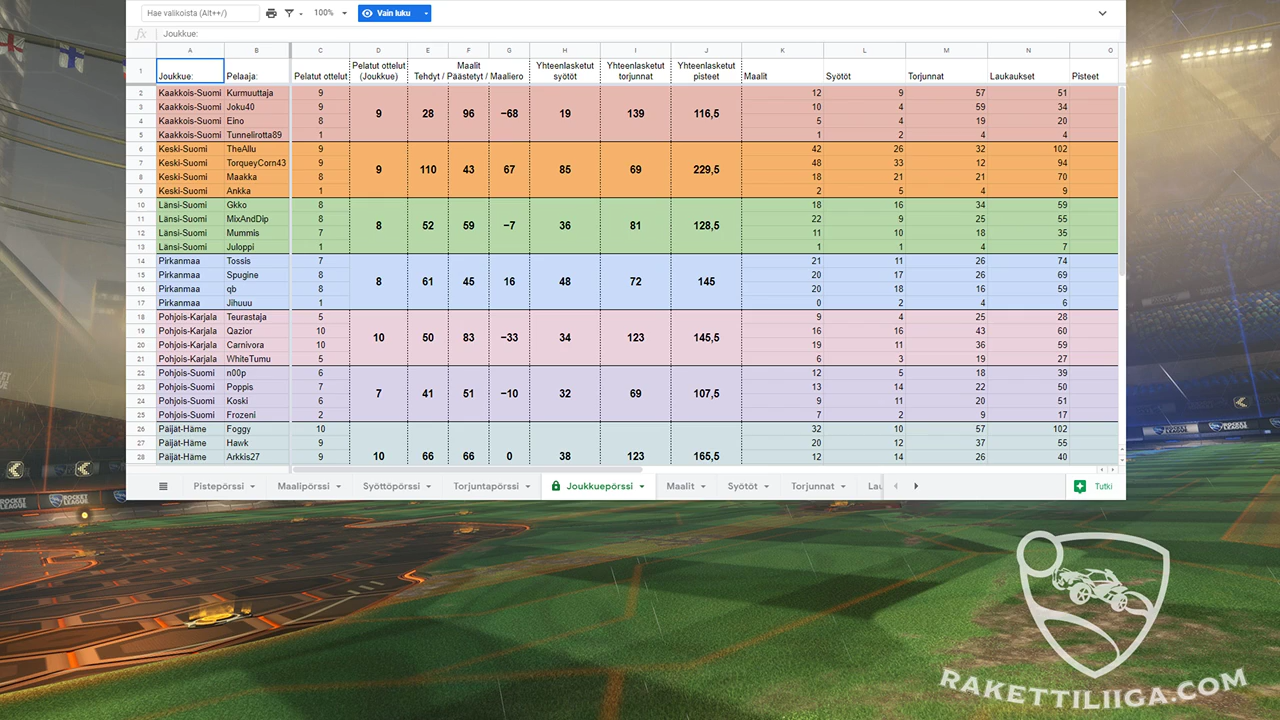 Hae valikoista (Alt+/) 100% Vain luku
fx Joukkue:
A B C D E F G H I J K L M N O
1 Joukkue: Pelaaja: Pelatut ottelut Pelatut ottelut (Joukkue) Maalit Tehdyt / Päästetyt / Maaliero Yhteenlasketut syötöt Yhteenlasketut torjunnat Yhteenlasketut pisteet Maalit Syötöt Torjunnat Laukaukset Pisteet
2 Kaakkois-Suomi Kurmuuttaja 9 12 9 57 51
3 Kaakkois-Suomi Joku40 9 10 4 59 34
9 28 96 −68 19 139 116,5
4 Kaakkois-Suomi Eino 8 5 4 19 20
5 Kaakkois-Suomi Tunnelirotta89 1 1 2 4 4
6 Keski-Suomi TheAllu 9 42 26 32 102
7 Keski-Suomi TorqueyCorn43 9 48 33 12 94
9 110 43 67 85 69 229,5
8 Keski-Suomi Maakka 8 18 21 21 70
9 Keski-Suomi Ankka 1 2 5 4 9
10 Länsi-Suomi Gkko 8 18 16 34 59
11 Länsi-Suomi MixAndDip 8 22 9 25 55
8 52 59 −7 36 81 128,5
12 Länsi-Suomi Mummis 7 11 10 18 35
13 Länsi-Suomi Juloppi 1 1 1 4 7
14 Pirkanmaa Tossis 7 21 11 26 74
15 Pirkanmaa Spugine 8 20 17 26 69
8 61 45 16 48 72 145
16 Pirkanmaa qb 8 20 18 16 59
17 Pirkanmaa Jihuuu 1 0 2 4 6
18 Pohjois-Karjala Teurastaja 5 9 4 25 28
19 Pohjois-Karjala Qazior 10 16 16 43 60
10 50 83 −33 34 123 145,5
20 Pohjois-Karjala Carnivora 10 19 11 36 59
21 Pohjois-Karjala WhiteTumu 5 6 3 19 27
22 Pohjois-Suomi n00p 6 12 5 18 39
23 Pohjois-Suomi Poppis 7 13 14 22 50
7 41 51 −10 32 69 107,5
24 Pohjois-Suomi Koski 6 9 11 20 51
25 Pohjois-Suomi Frozeni 2 7 2 9 17
26 Päijät-Häme Foggy 10 32 10 57 102
27 Päijät-Häme Hawk 9 20 12 37 55
28 Päijät-Häme Arkkis27 9 10 66 66 0 38 123 165,5 12 14 26 40
Pistepörssi Maalipörssi Syöttöpörssi Torjuntapörssi Joukkuepörssi Maalit Syötöt Torjunnat Lau Tutki
ROCKET LEAGUE
RAKETTILIIGA.COM